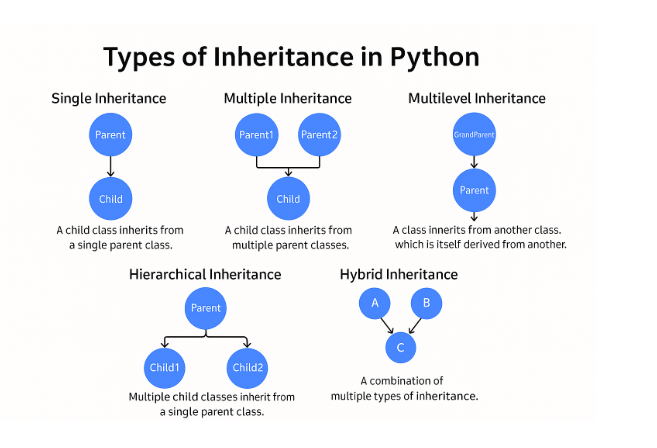 Types of Inheritance in Python
Single Inheritance
Parent
Child
A child class inherits from
a single parent class.
Multiple Inheritance
Parent1
Parent2
Child
A child class inherits from
multiple parent classes.
Multilevel Inheritance
GrandParent
Parent
A class innerits from another class.
which is itself derived from another.
Hierarchical Inheritance
Parent
Child1
Child2
Multiple child classes inherit from
a single parent class.
Hybrid Inheritance
A
B
C
A combination of
multiple types of inheritance.